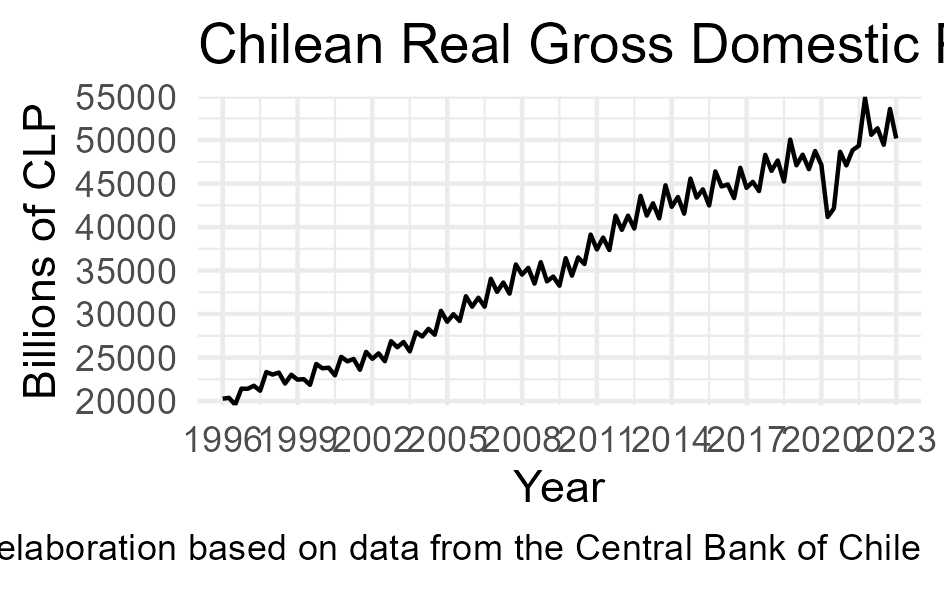 Chilean Real Gross Domestic
Billions of CLP
55000
50000
45000
40000
35000
30000
25000
20000
1996 1999 2002 2005 2008 2011 2014 2017 2020 2023
Year
elaboration based on data from the Central Bank of Chile